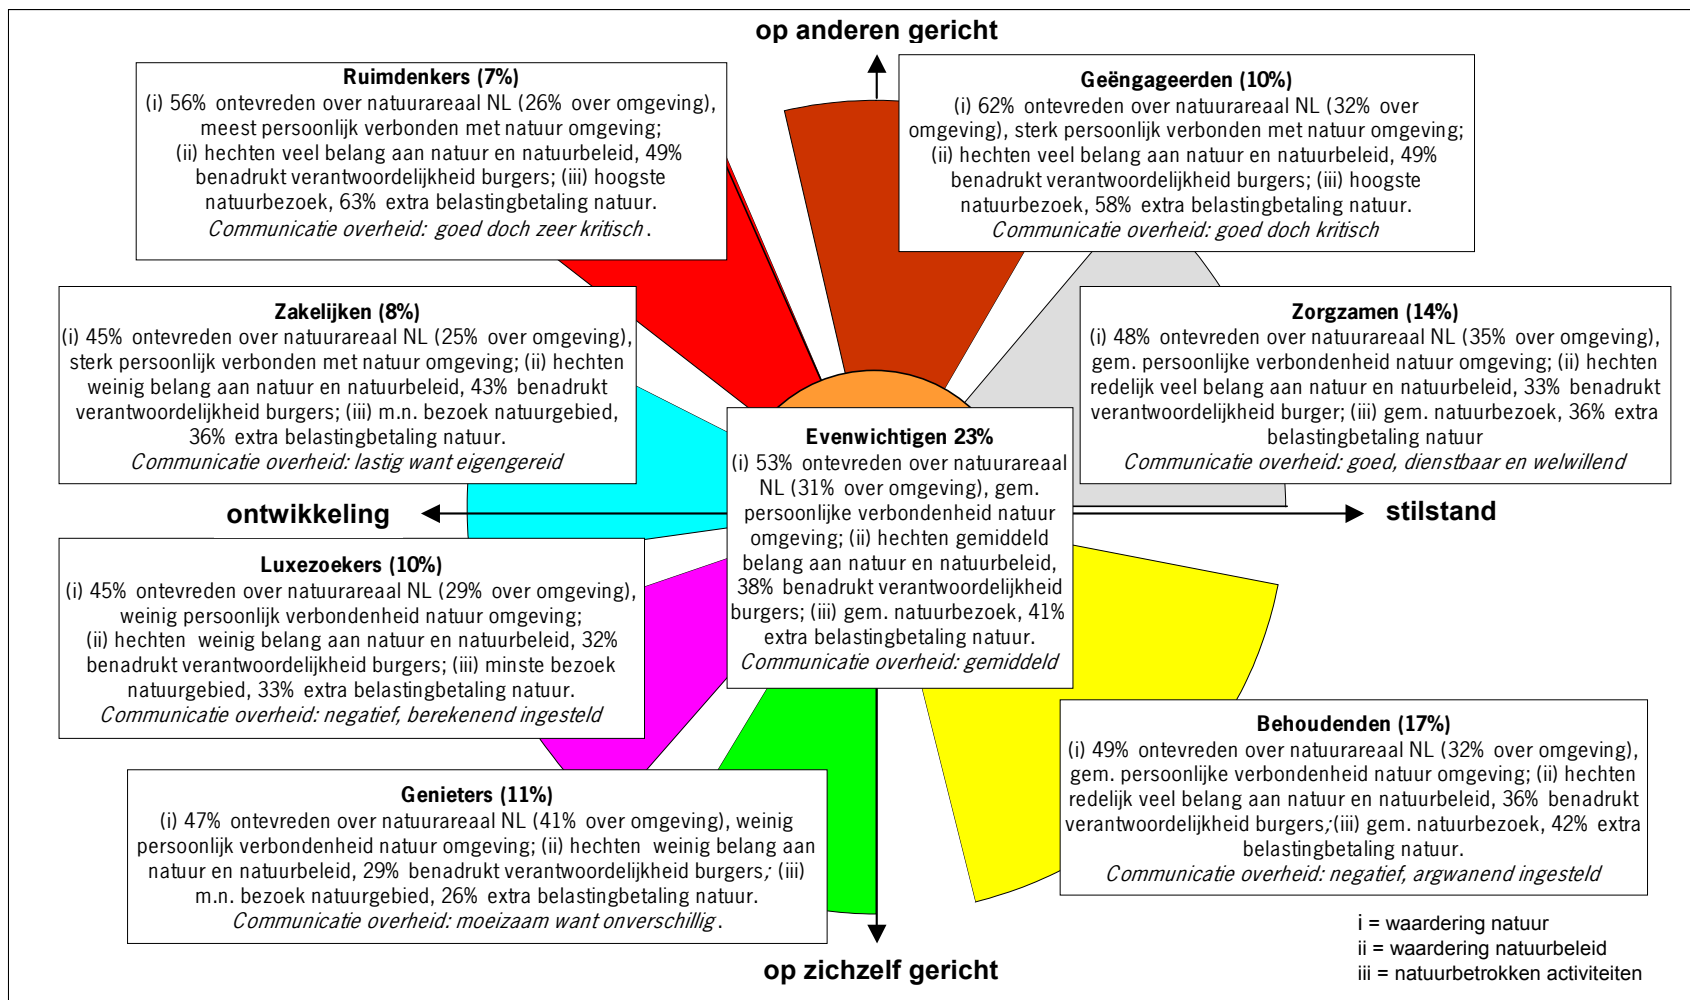 op anderen gericht
Ruimdenkers (7%)
(i) 56% ontevreden over natuurareaal NL (26% over omgeving),
meest persoonlijk verbonden met natuur omgeving;
(ii) hechten veel belang aan natuur en natuurbeleid, 49%
benadrukt verantwoordelijkheid burgers; (iii) hoogste
natuurbezoek, 63% extra belastingbetaling natuur.
Communicatie overheid: goed doch zeer kritisch.
Geëngageerden (10%)
(i) 62% ontevreden over natuurareaal NL (32% over
omgeving), sterk persoonlijk verbonden met natuur omgeving;
(ii) hechten veel belang aan natuur en natuurbeleid, 49%
benadrukt verantwoordelijkheid burgers; (iii) hoogste
natuurbezoek, 58% extra belastingbetaling natuur.
Communicatie overheid: goed doch kritisch
Zakelijken (8%)
(i) 45% ontevreden over natuurareaal NL (25% over omgeving),
sterk persoonlijk verbonden met natuur omgeving; (ii) hechten
weinig belang aan natuur en natuurbeleid, 43% benadrukt
verantwoordelijkheid burgers; (iii) m.n. bezoek natuurgebied,
36% extra belastingbetaling natuur.
Communicatie overheid: lastig want eigengereid
Zorgzamen (14%)
(i) 48% ontevreden over natuurareaal NL (35% over omgeving),
gem. persoonlijke verbondenheid natuur omgeving; (ii) hechten
redelijk veel belang aan natuur en natuurbeleid, 33% benadrukt
verantwoordelijkheid burger; (iii) gem. natuurbezoek, 36% extra
belastingbetaling natuur
Communicatie overheid: goed, dienstbaar en welwillend
Evenwichtigen 23%
(i) 53% ontevreden over natuurareaal
NL (31% over omgeving), gem.
persoonlijke verbondenheid natuur
omgeving; (ii) hechten gemiddeld
belang aan natuur en natuurbeleid,
38% benadrukt verantwoordelijkheid
burgers; (iii) gem. natuurbezoek, 41%
extra belastingbetaling natuur.
Communicatie overheid: gemiddeld
ontwikkeling
stilstand
Luxezoekers (10%)
(i) 45% ontevreden over natuurareaal NL (29% over omgeving),
weinig persoonlijk verbondenheid natuur omgeving;
(ii) hechten weinig belang aan natuur en natuurbeleid, 32%
benadrukt verantwoordelijkheid burgers; (iii) minste bezoek
natuurgebied, 33% extra belastingbetaling natuur.
Communicatie overheid: negatief, berekenend ingesteld
Behoudenden (17%)
(i) 49% ontevreden over natuurareaal NL (32% over omgeving),
gem. persoonlijke verbondenheid natuur omgeving; (ii) hechten
redelijk veel belang aan natuur en natuurbeleid, 36% benadrukt
verantwoordelijkheid burgers;(iii) gem. natuurbezoek, 42% extra
belastingbetaling natuur.
Communicatie overheid: negatief, argwanend ingesteld
Genieters (11%)
(i) 47% ontevreden over natuurareaal NL (41% over omgeving), weinig
persoonlijk verbondenheid natuur omgeving; (ii) hechten weinig belang aan
natuur en natuurbeleid, 29% benadrukt verantwoordelijkheid burgers; (iii)
m.n. bezoek natuurgebied, 26% extra belastingbetaling natuur.
Communicatie overheid: moeizaam want onverschillig.
op zichzelf gericht
i = waardering natuur
ii = waardering natuurbeleid
iii = natuurbetrokken activiteiten